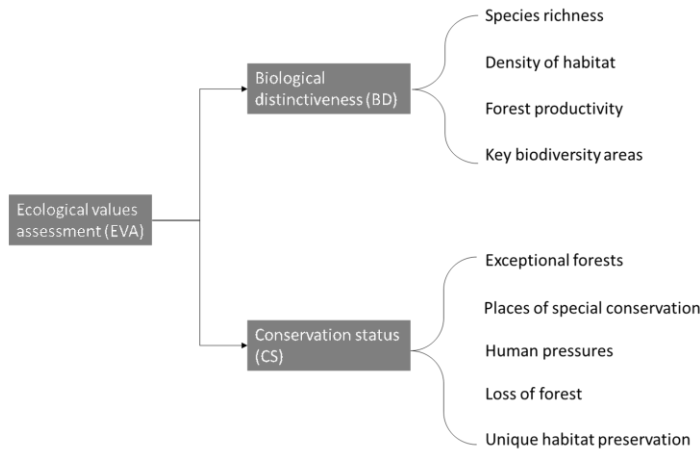 Species richness
Biological
distinctiveness (BD)
Density of habitat
Forest productivity
Key biodiversity areas
Ecological values
assessment (EVA)
Exceptional forests
Places of special conservation
Conservation status
(CS)
Human pressures
Loss of forest
Unique habitat preservation